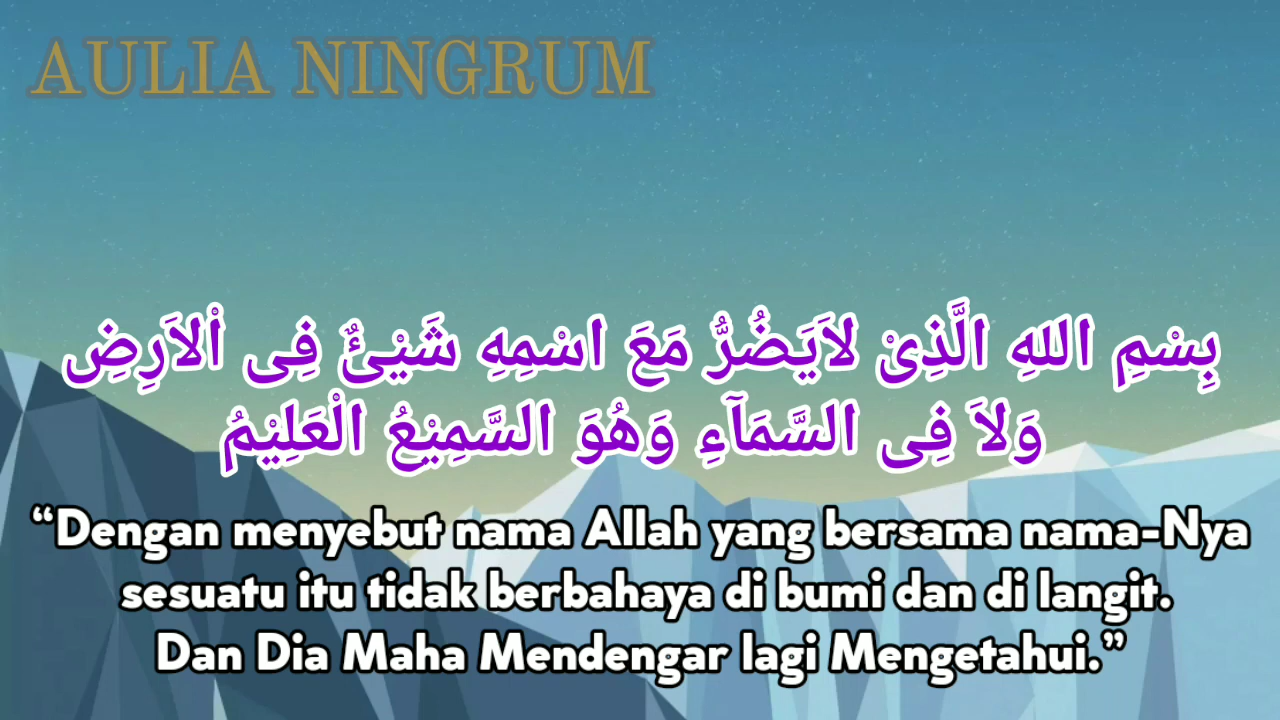 AULIA NINGRUM
بِسْمِ اللهِ الَّذِىْ لاَيَضُرُّ مَعَ اسْمِهِ شَيْئٌ فِى اْلاَرِضِ
وَلاَ فِى السَّمَآءِ وَهُوَ السَّمِيْعُ الْعَلِيْمُ
“Dengan menyebut nama Allah yang bersama nama-Nya
sesuatu itu tidak berbahaya di bumi dan di langit.
Dan Dia Maha Mendengar lagi Mengetahui.”